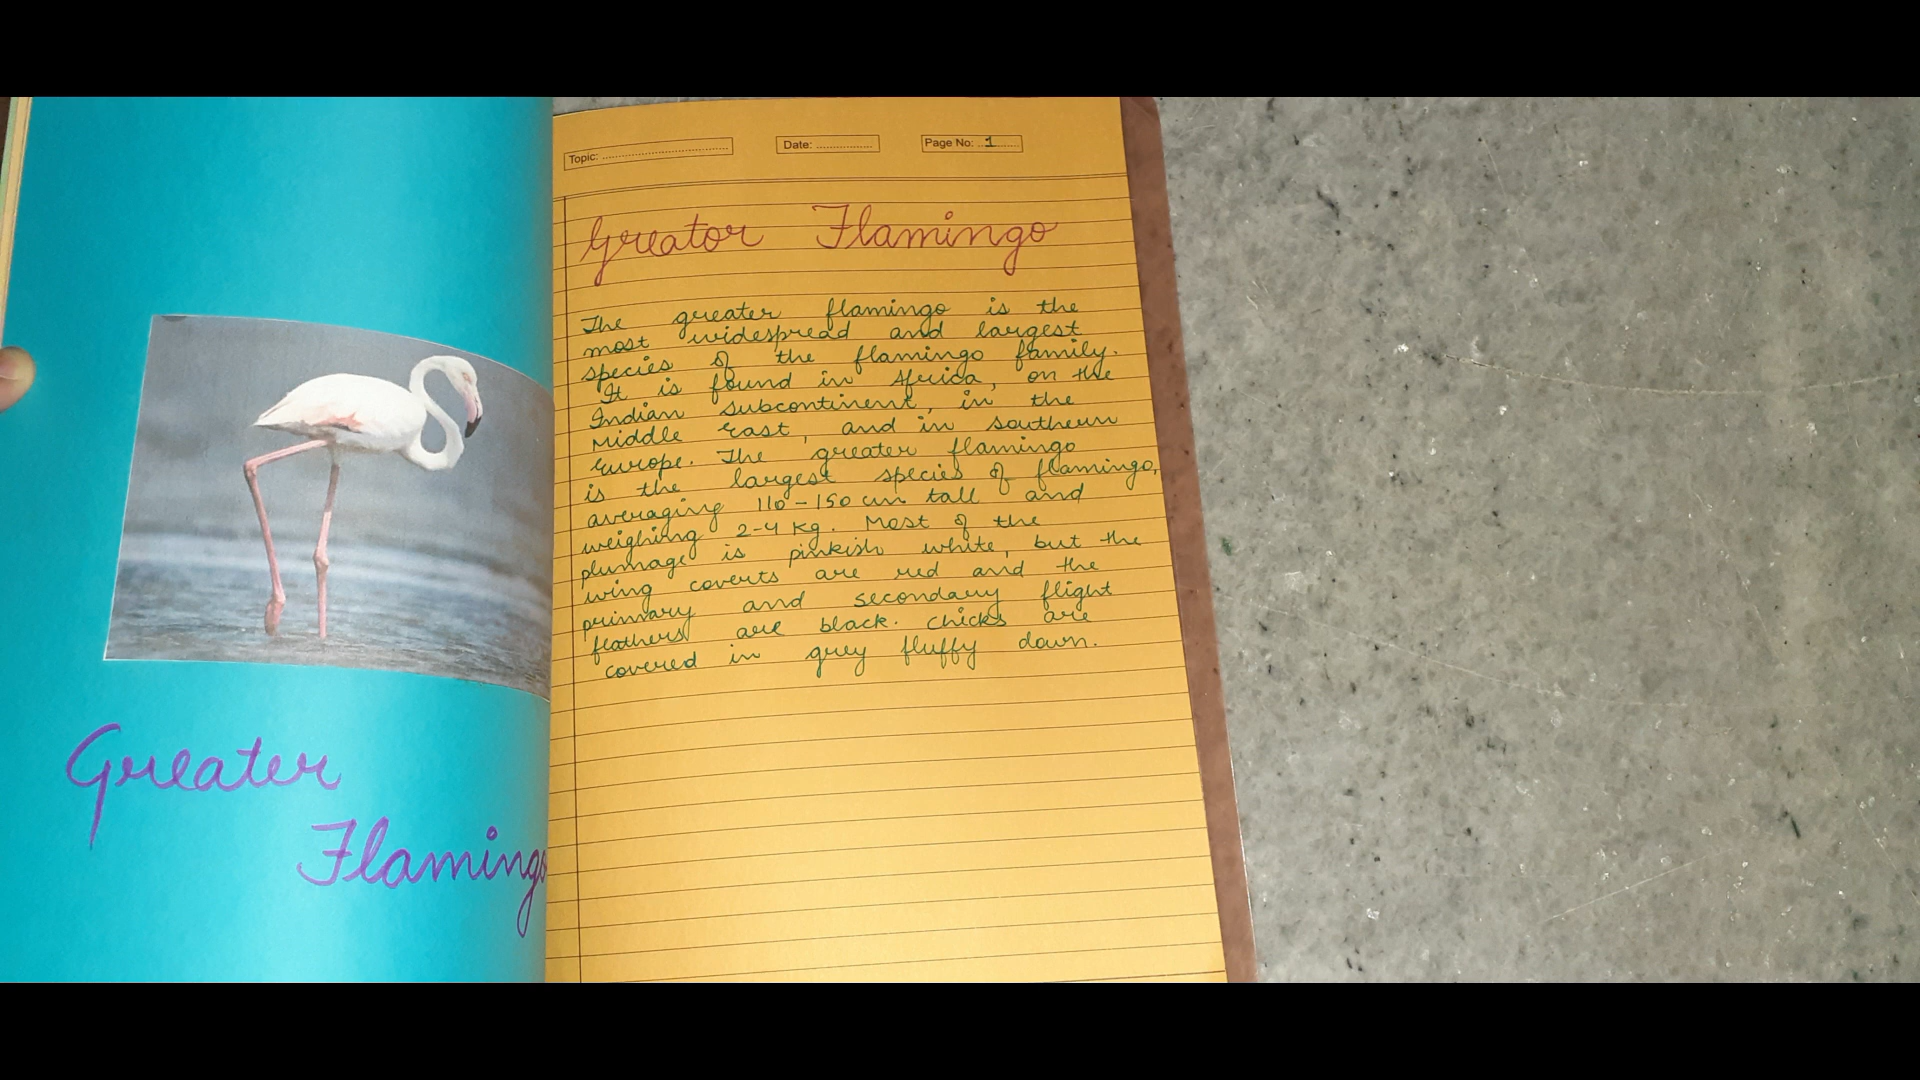 Greater
Flamingo
Topic:
Date:
Page No: 1
Greator Flamingo
The greater flamingo is the
most widespread and largest
species of the flamingo family.
It is found in Africa, on the
Indian subcontinent, in the
Middle East, and in southern
Europe. The greater flamingo
is the largest species of flamingo,
averaging 110-150 cm tall and
weighing 2-4 kg. Most of the
plumage is pinkish white, but the
wing coverts are red and the
primary and secondary flight
feathers are black. Chicks are
covered in grey fluffy down.